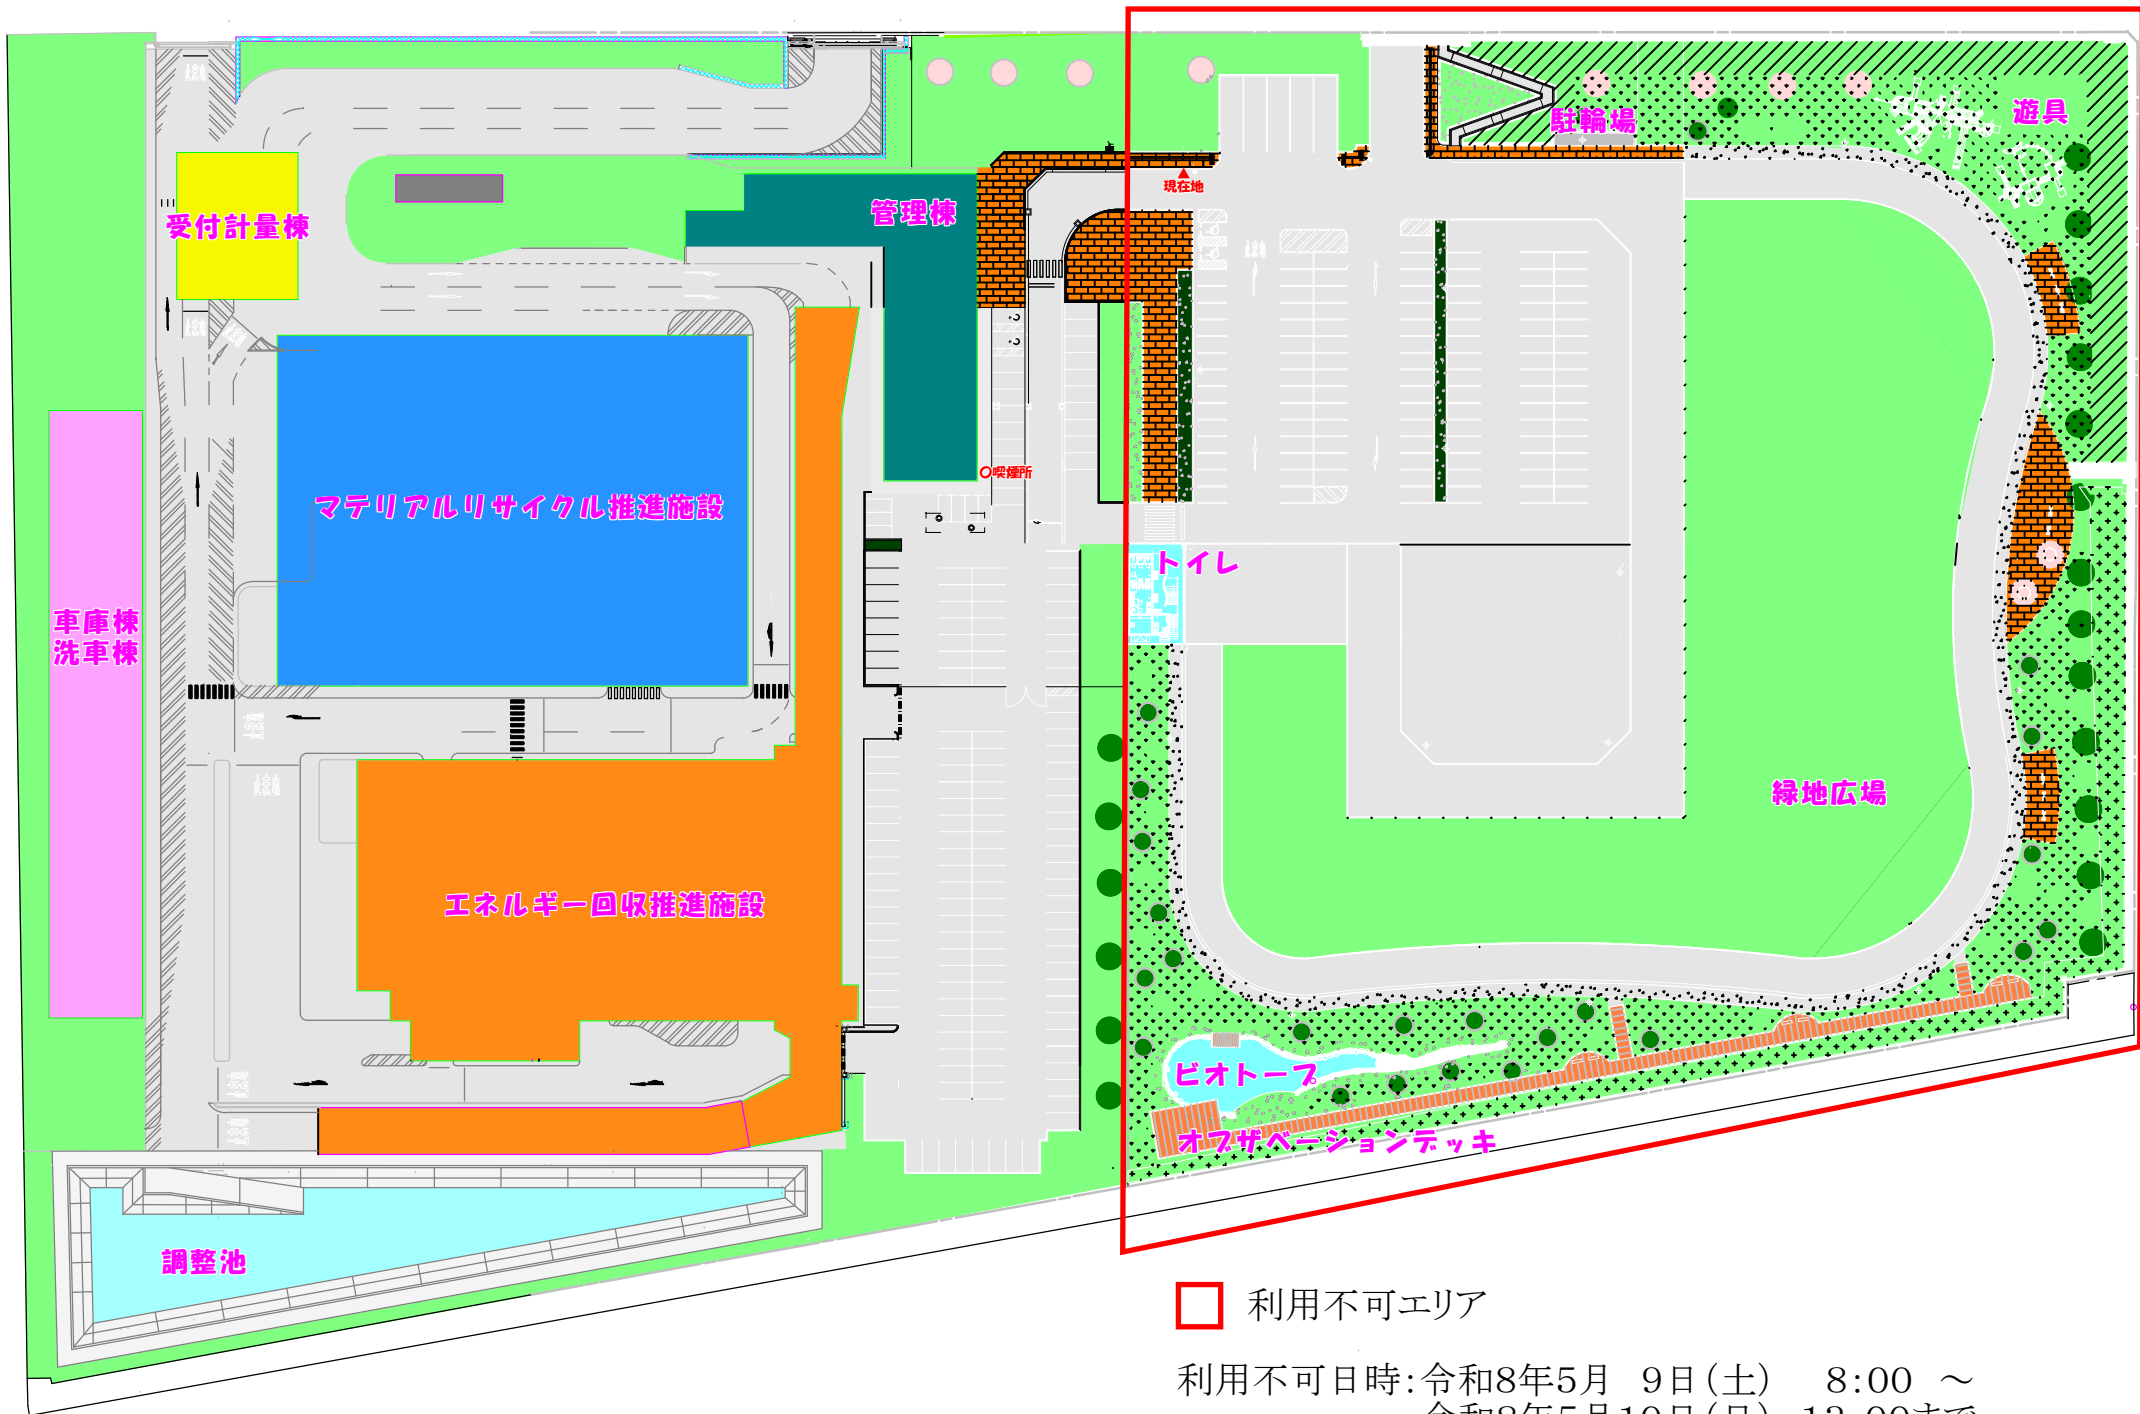 遊具
駐輪場
現在地
管理棟
受付計量棟
喫煙所
マテリアルリサイクル推進施設
トイレ
車庫棟
洗車棟
緑地広場
エネルギー回収推進施設
ビオトープ
オブザベーションデッキ
調整池
利用不可エリア
利用不可日時：令和8年5月　9日（土）　8：00　～